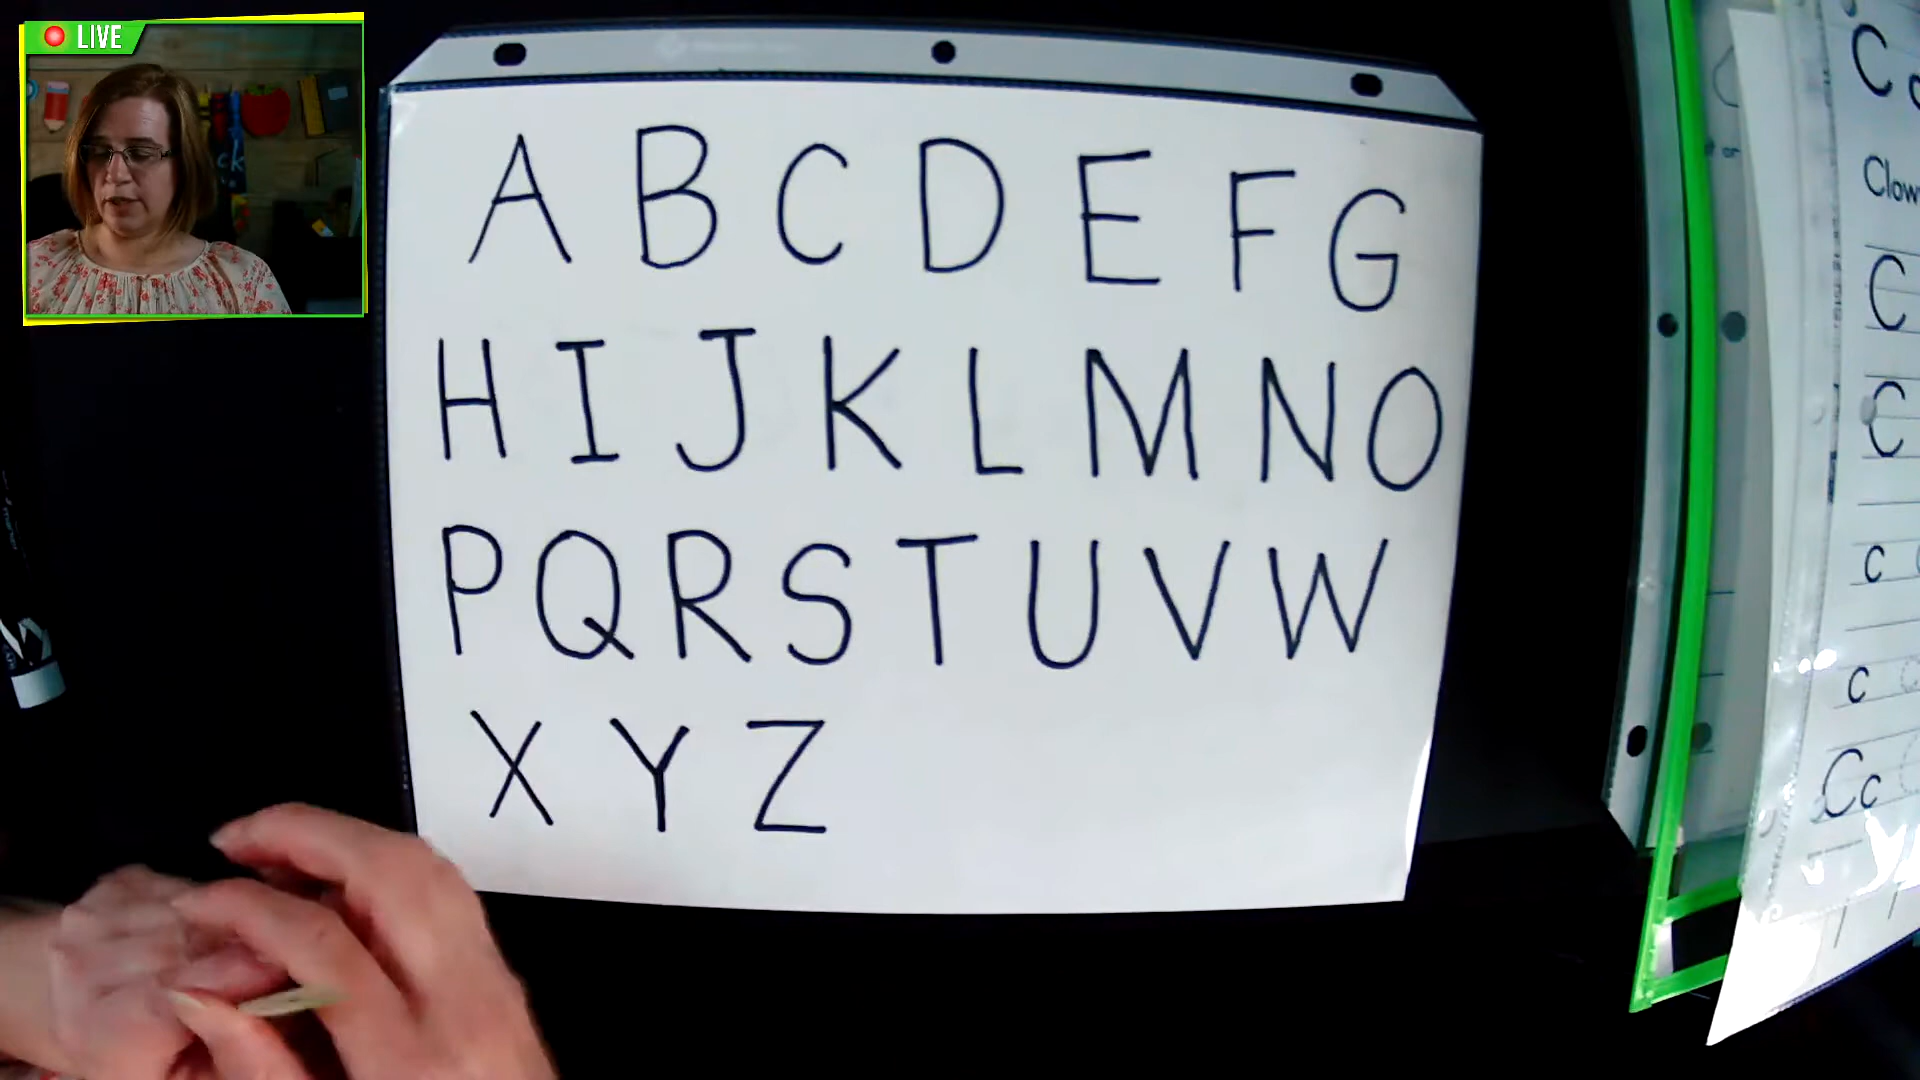 LIVE
A B C D E F G
H I J K L M N O
P Q R S T U V W
X Y Z
C
Clow
C
C
c
c
Cc